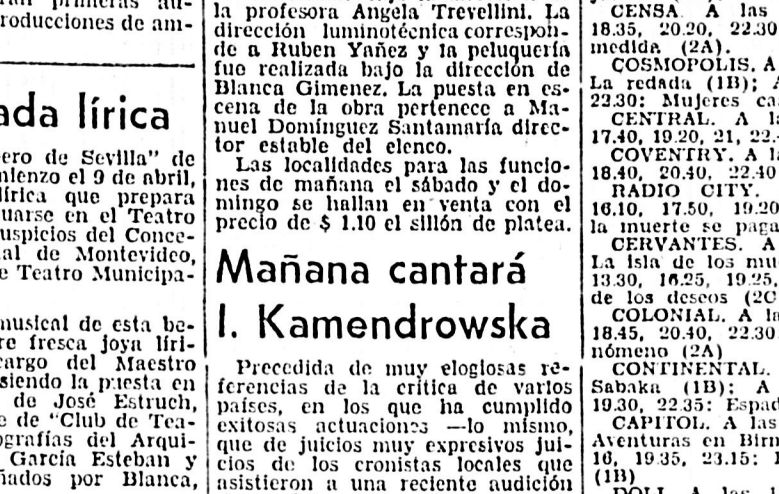 ran primeras au-
roducciones de am-
ada lírica
ero de Sevilla" de
mienzo el 9 de abril,
lírica que prepara
uarse en el Teatro
uspicios del Conce-
al de Montevideo,
e Teatro Municipa-
musical de esta be-
re fresca joya líri-
cargo del Maestro
siendo la puesta en
de José Estruch,
e de "Club de Tea-
ografías del Arqui-
García Esteban y
ñados por Blanca,
la profesora Angela Trevellini. La
dirección luminotécnica correspon-
de a Ruben Yañez y la peluquería
fue realizada bajo la dirección de
Blanca Gimenez. La puesta en es-
cena de la obra pertenece a Ma-
nuel Domínguez Santamaría direc-
tor estable del elenco.
Las localidades para las funcio-
nes de mañana el sábado y el do-
mingo se hallan en venta con el
precio de $ 1.10 el sillón de platea.
Mañana cantará
I. Kamendrowska
Precedida de muy elogiosas re-
ferencias de la crítica de varios
países, en los que ha cumplido
exitosas actuaciones —lo mismo,
que de juicios muy expresivos jui-
cios de los cronistas locales que
asistieron a una reciente audición
CENSA. A las
18.35, 20.20, 22.30
medida (2A).
COSMOPOLIS. A
La redada (1B); A
22.30: Mujeres ca
CENTRAL. A la
17.40, 19.20, 21, 22.4
COVENTRY. A l
18.40, 20.40, 22.40
RADIO CITY.
16.10, 17.50, 19.20
la muerte se paga
CERVANTES. A
La isla de los mu
13.30, 16.25, 19.25,
de los deseos (2C
COLONIAL. A la
18.45, 20.40, 22.30
nómeno (2A)
CONTINENTAL.
Sabaka (1B); A
19.30, 22.35: Espad
CAPITOL. A las
Aventuras en Birm
16, 19.35, 23.15: I
(1B)